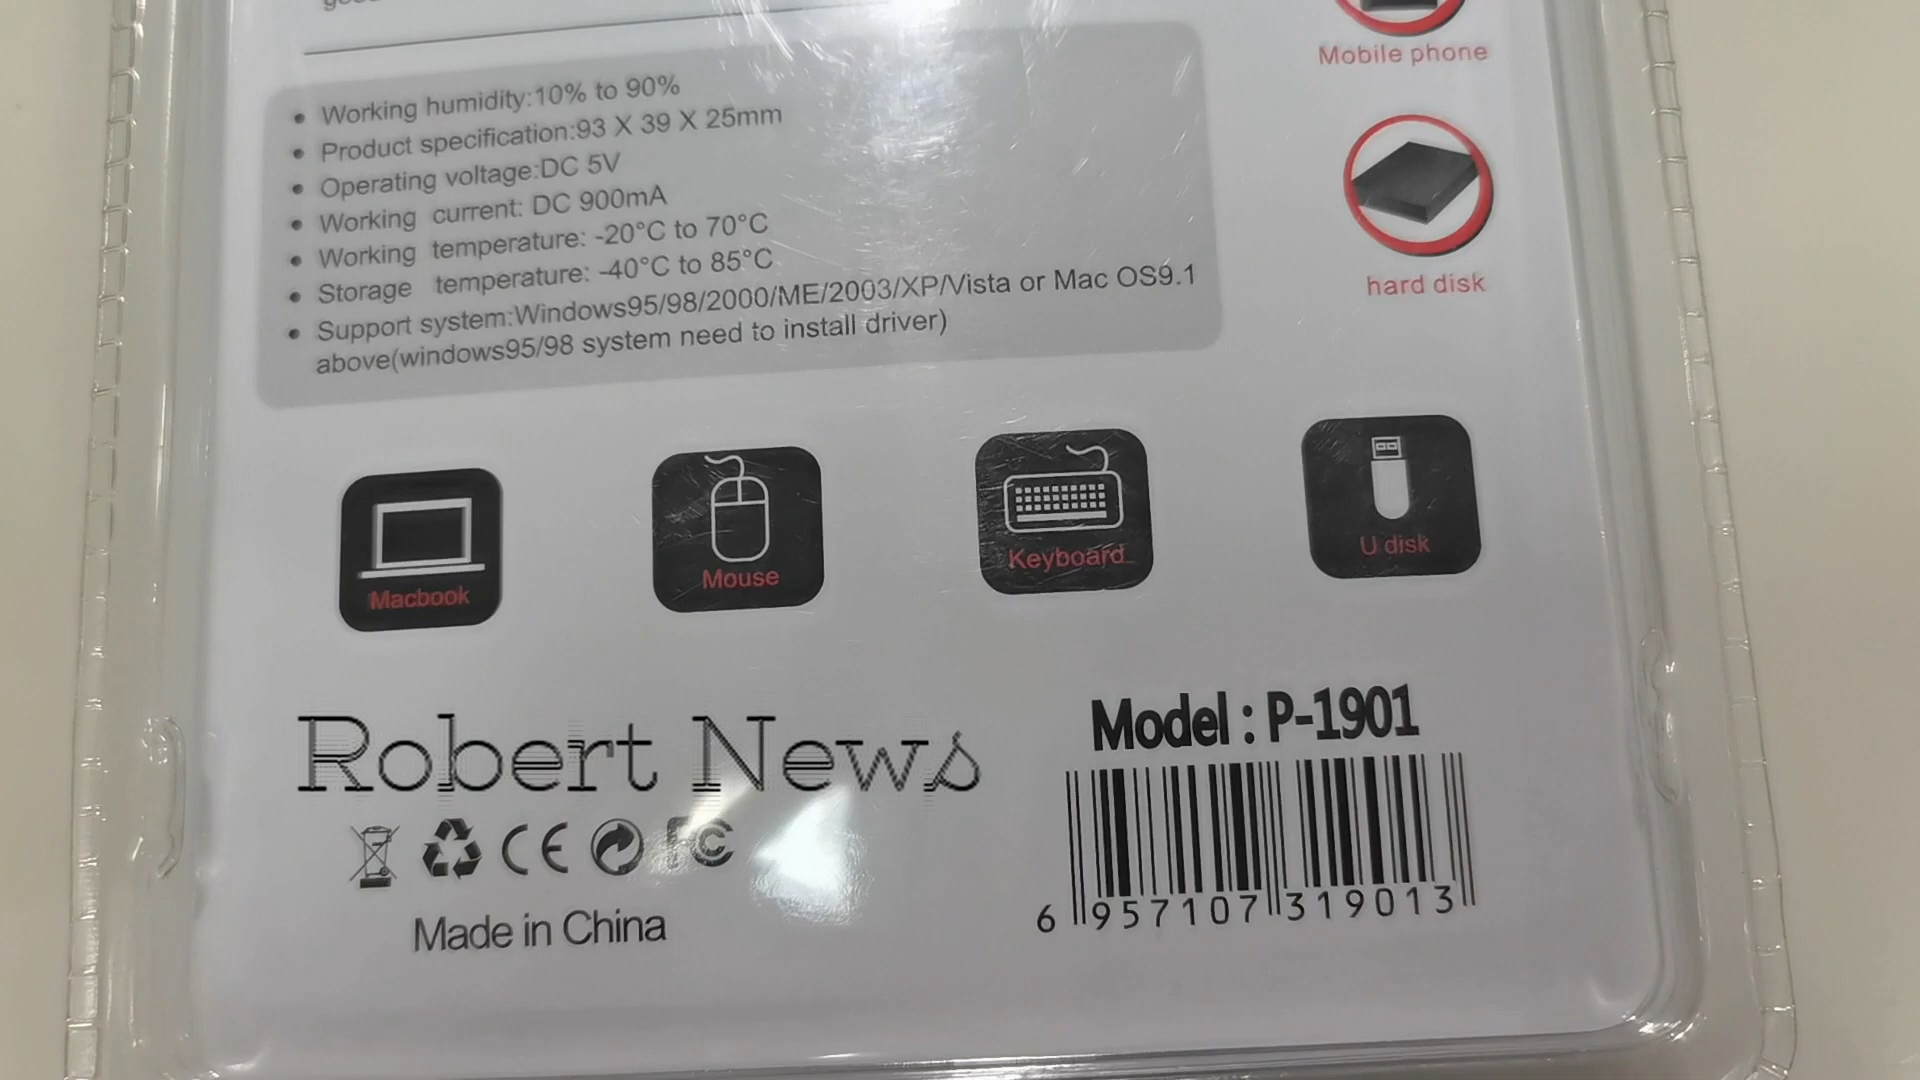 Mobile phone
• Working humidity:10% to 90%
• Product specification:93 X 39 X 25mm
• Operating voltage:DC 5V
• Working current: DC 900mA
• Working temperature: -20°C to 70°C
• Storage temperature: -40°C to 85°C
• Support system:Windows95/98/2000/ME/2003/XP/Vista or Mac OS9.1
above(windows95/98 system need to install driver)
hard disk
Macbook
Mouse
Keyboard
U disk
Robert News
Model : P-1901
CE FC
6 957107 319013
Made in China